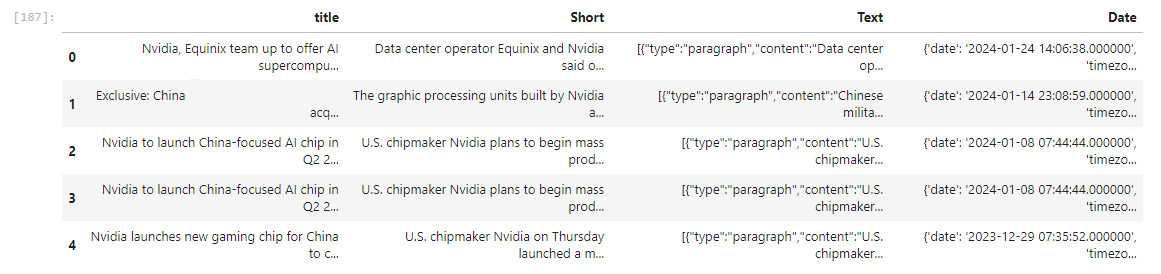 [187]:
title Short Text Date
0 Nvidia, Equinix team up to offer AI supercompu... Data center operator Equinix and Nvidia said o... [{"type":"paragraph","content":"Data center op... {'date': '2024-01-24 14:06:38.000000', 'timezo...
1 Exclusive: China acq... The graphic processing units built by Nvidia a... [{"type":"paragraph","content":"Chinese milita... {'date': '2024-01-14 23:08:59.000000', 'timezo...
2 Nvidia to launch China-focused AI chip in Q2 2... U.S. chipmaker Nvidia plans to begin mass prod... [{"type":"paragraph","content":"U.S. chipmaker... {'date': '2024-01-08 07:44:44.000000', 'timezo...
3 Nvidia to launch China-focused AI chip in Q2 2... U.S. chipmaker Nvidia plans to begin mass prod... [{"type":"paragraph","content":"U.S. chipmaker... {'date': '2024-01-08 07:44:44.000000', 'timezo...
4 Nvidia launches new gaming chip for China to c... U.S. chipmaker Nvidia on Thursday launched a m... [{"type":"paragraph","content":"U.S. chipmaker... {'date': '2023-12-29 07:35:52.000000', 'timezo...